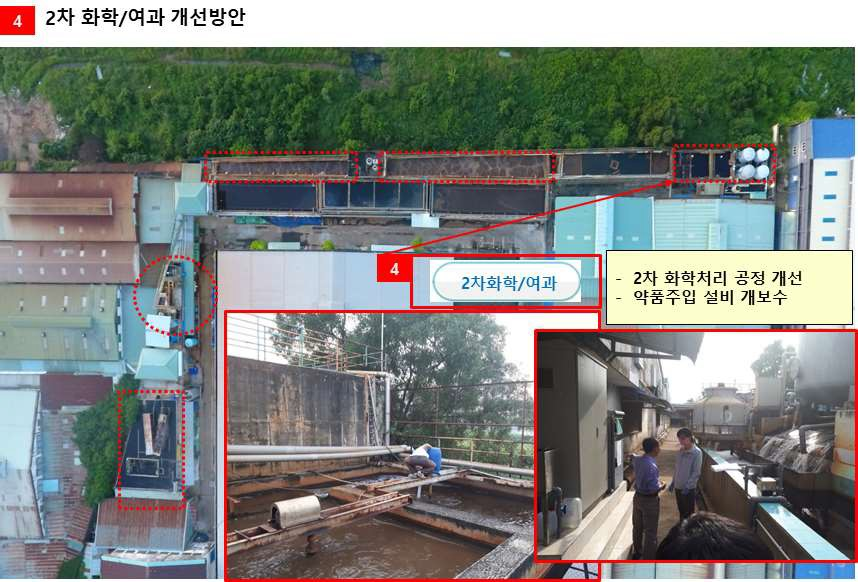 4
2차 화학/여과 개선방안
4
2차화학/여과
- 2차 화학처리 공정 개선
- 약품주입 설비 개보수